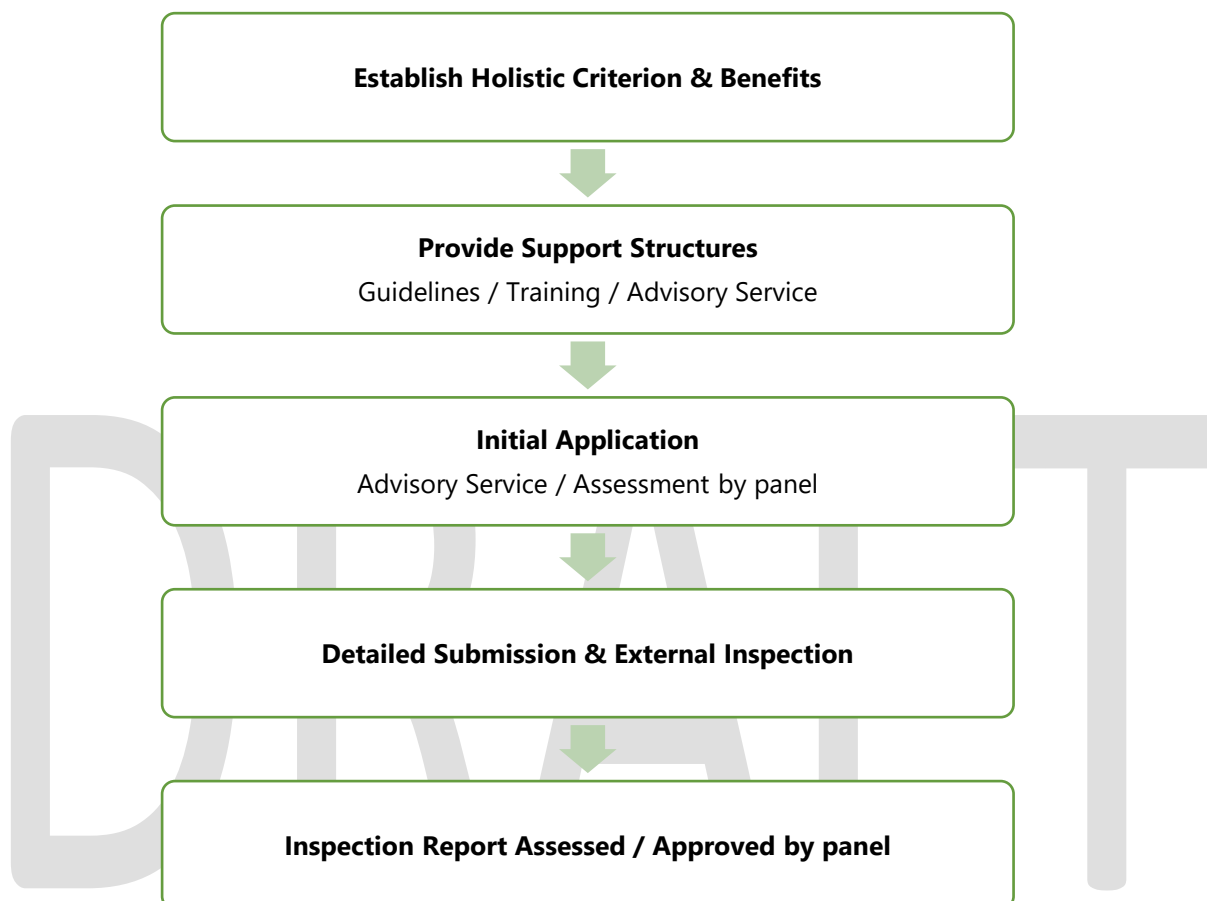 Establish Holistic Criterion & Benefits
Provide Support Structures
Guidelines / Training / Advisory Service
Initial Application
Advisory Service / Assessment by panel
Detailed Submission & External Inspection
Inspection Report Assessed / Approved by panel
DRAFT